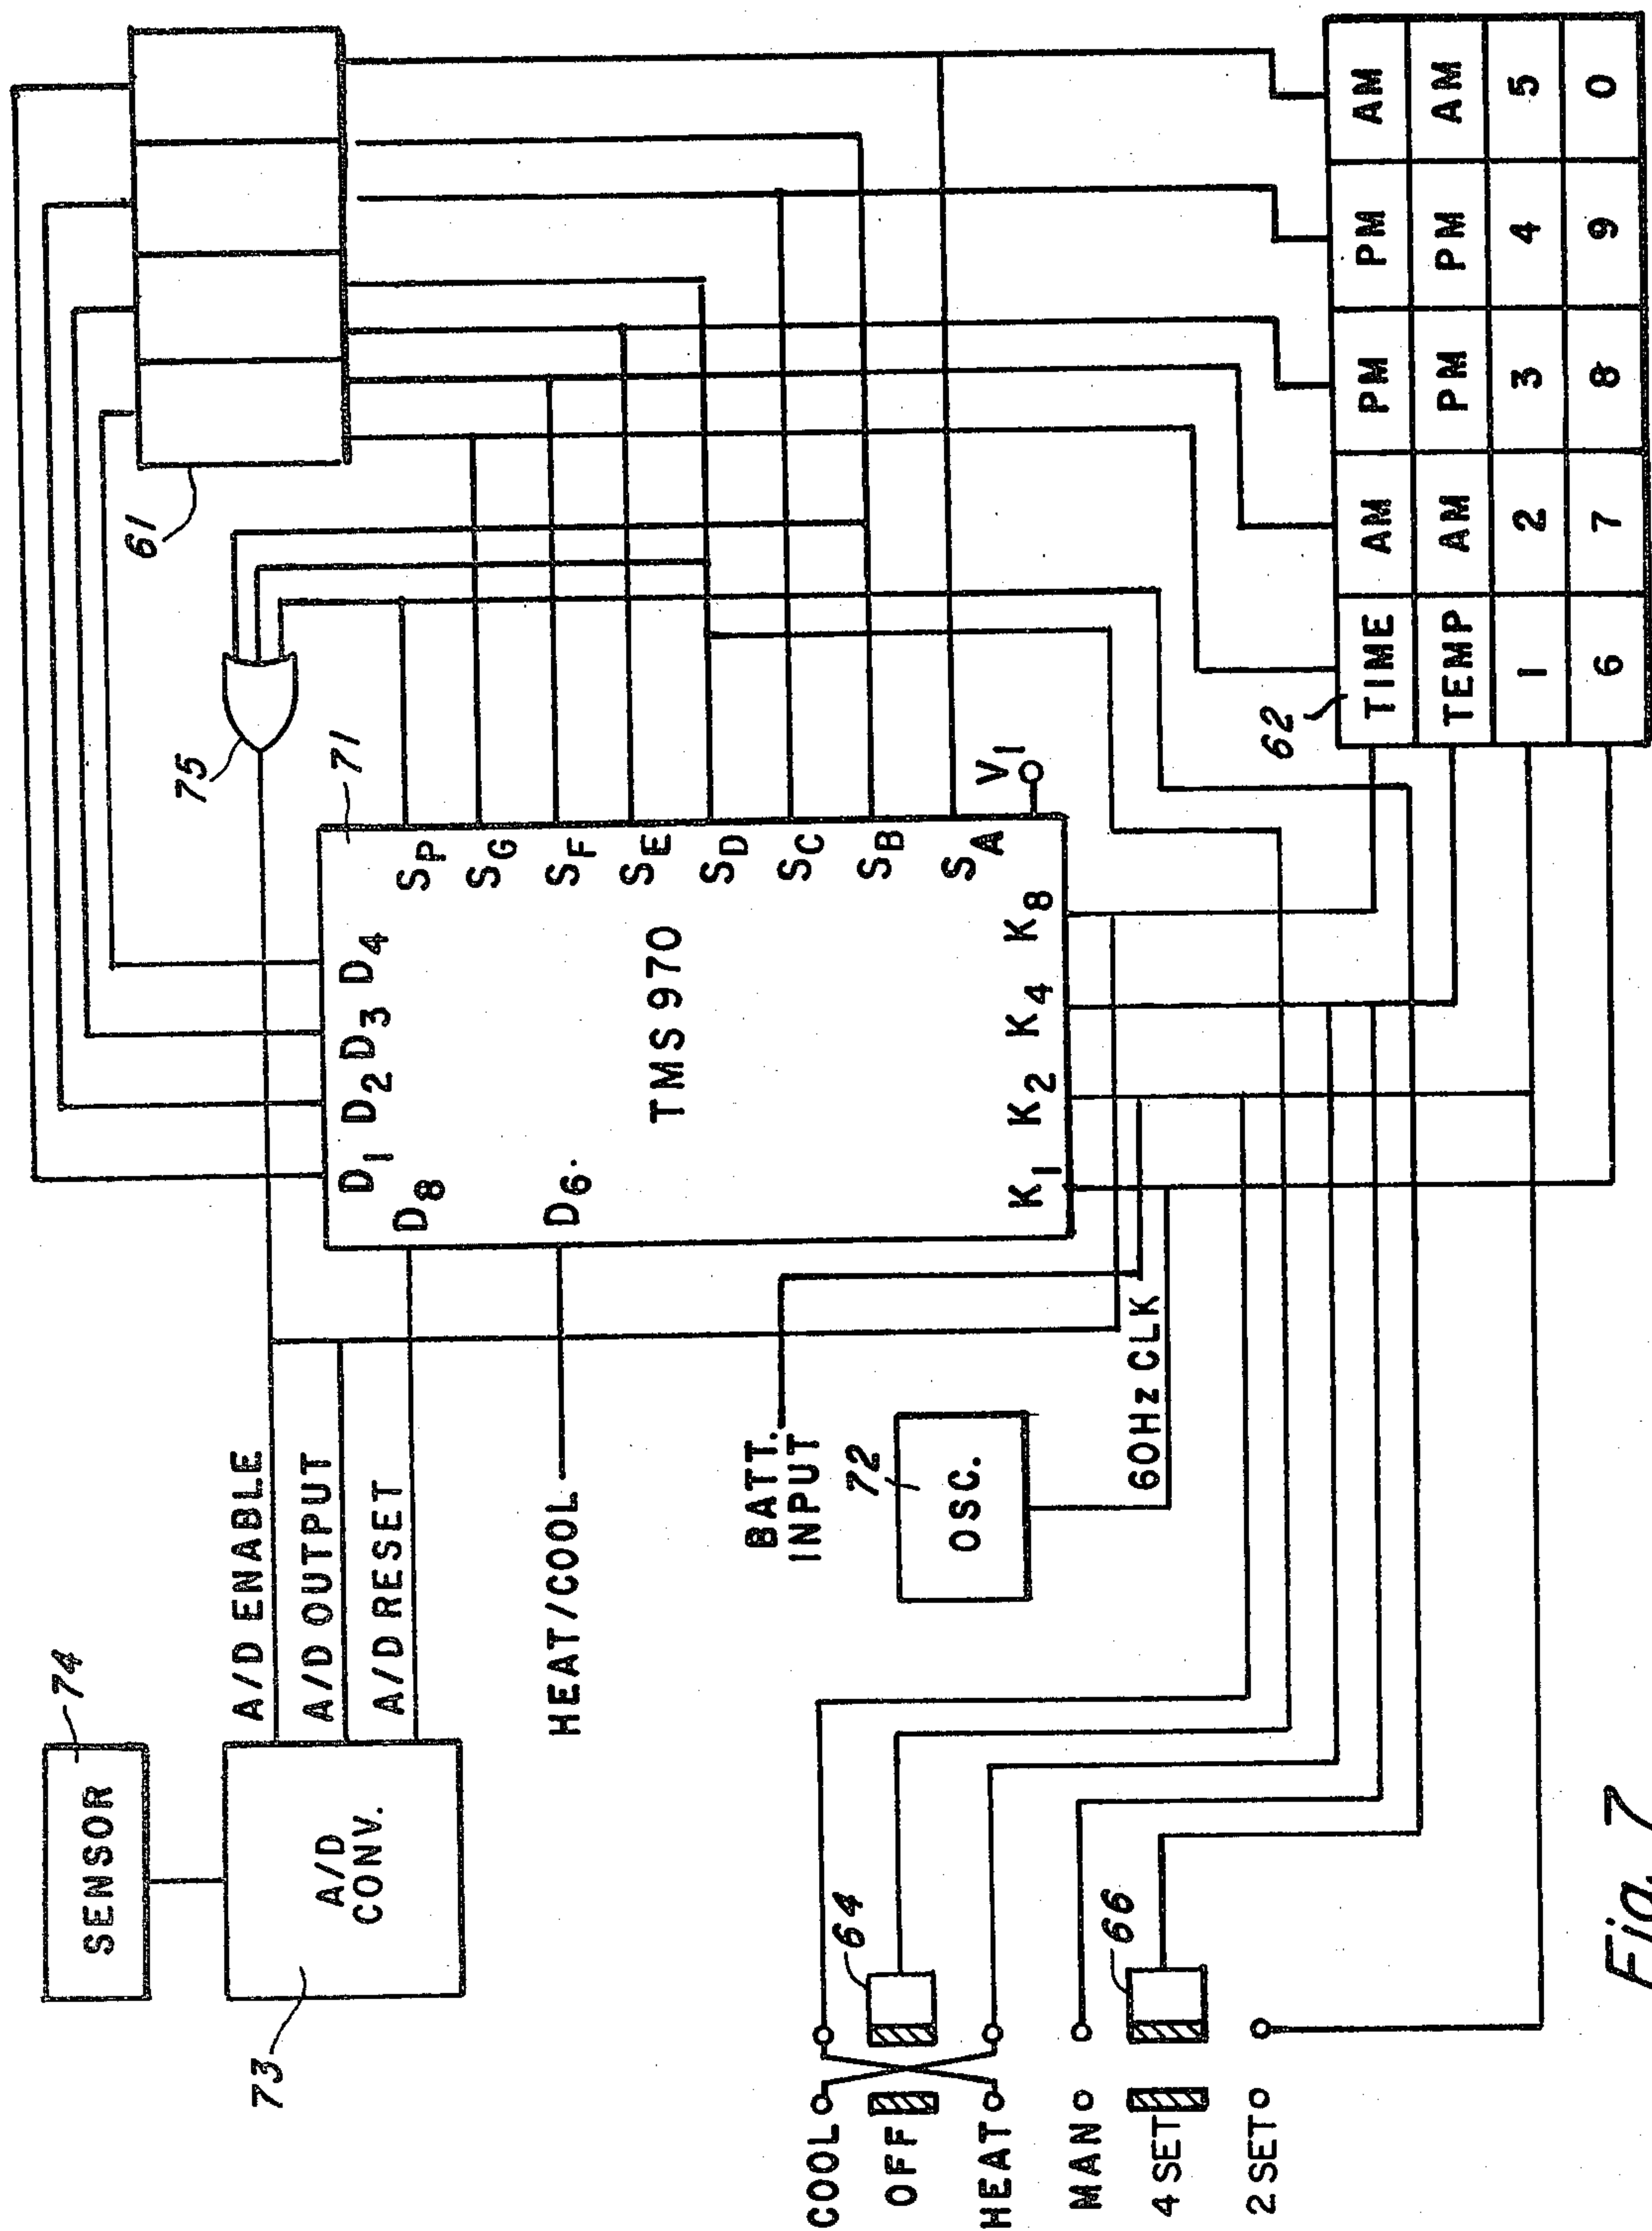 SENSOR
74
73
A/D
CONV.
A/D ENABLE
A/D OUTPUT
A/D RESET
HEAT/COOL
75
61
71
D1 D2 D3 D4
D8
D6
TMS970
SP
SG
SF
SE
SD
SC
SB
SA
V1
K1 K2 K4 K8
BATT.
INPUT
72
OSC.
60Hz CLK
COOL
OFF
HEAT
64
MAN
4 SET
2 SET
66
62
TIME AM PM PM AM
TEMP AM PM PM AM
1 2 3 4 5
6 7 8 9 0
Fig. 7